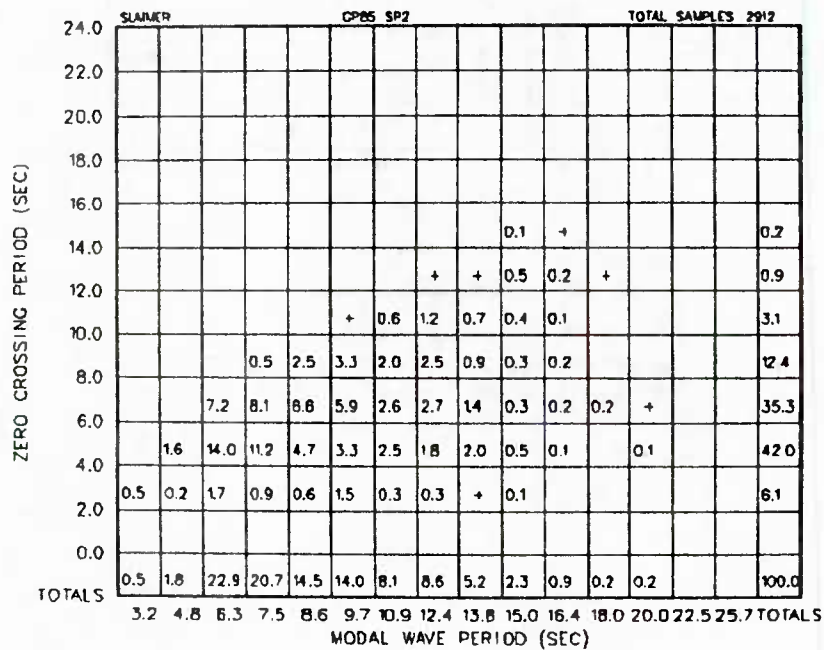 SUMMER GP85 SP2 TOTAL SAMPLES 2912
24.0
22.0
20.0
18.0
16.0
0.1 + 0.2
14.0
+ + 0.5 0.2 + 0.9
12.0
+ 0.6 1.2 0.7 0.4 0.1 3.1
10.0
0.5 2.5 3.3 2.0 2.5 0.9 0.3 0.2 12.4
8.0
7.2 8.1 8.6 5.9 2.6 2.7 1.4 0.3 0.2 0.2 + 35.3
6.0
1.6 14.0 11.2 4.7 3.3 2.5 1.8 2.0 0.5 0.1 0.1 42.0
4.0
0.5 0.2 1.7 0.9 0.6 1.5 0.3 0.3 + 0.1 6.1
2.0
0.0
0.5 1.8 22.9 20.7 14.5 14.0 8.1 8.6 5.2 2.3 0.9 0.2 0.2 100.0
TOTALS
3.2 4.8 6.3 7.5 8.6 9.7 10.9 12.4 13.8 15.0 16.4 18.0 20.0 22.5 25.7 TOTALS
MODAL WAVE PERIOD (SEC)
ZERO CROSSING PERIOD (SEC)